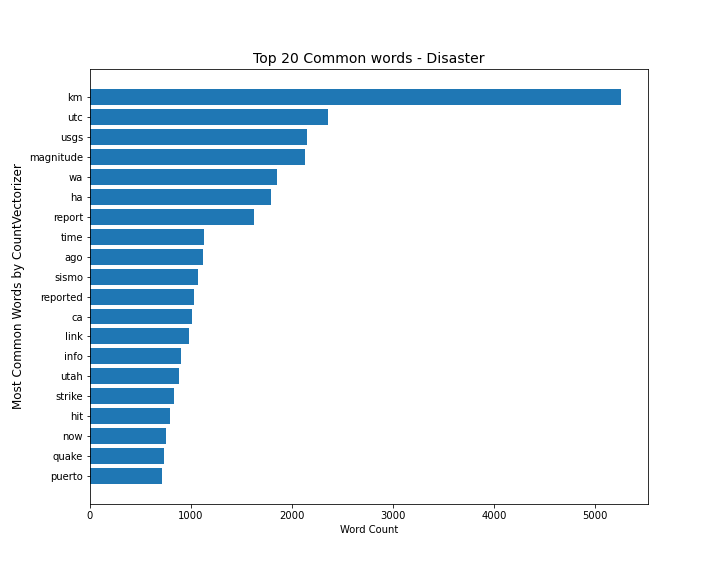 Top 20 Common words - Disaster
Most Common Words by CountVectorizer
km
utc
usgs
magnitude
wa
ha
report
time
ago
sismo
reported
ca
link
info
utah
strike
hit
now
quake
puerto
0 1000 2000 3000 4000 5000
Word Count